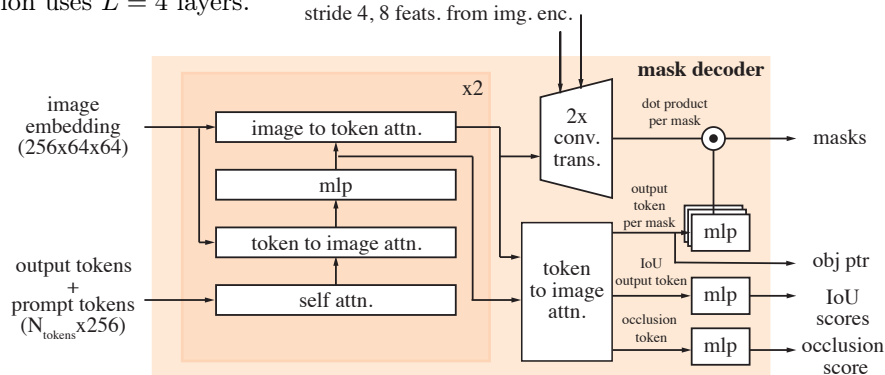 ion uses L = 4 layers.
stride 4, 8 feats. from img. enc.
mask decoder
x2
image
embedding
(256x64x64)
image to token attn.
mlp
token to image attn.
self attn.
output tokens
+
prompt tokens
(N_tokens x256)
2x
conv.
trans.
dot product
per mask
masks
output
token
per mask
mlp
obj ptr
token
to image
attn.
IoU
output token
mlp
IoU
scores
occlusion
token
mlp
occlusion
score